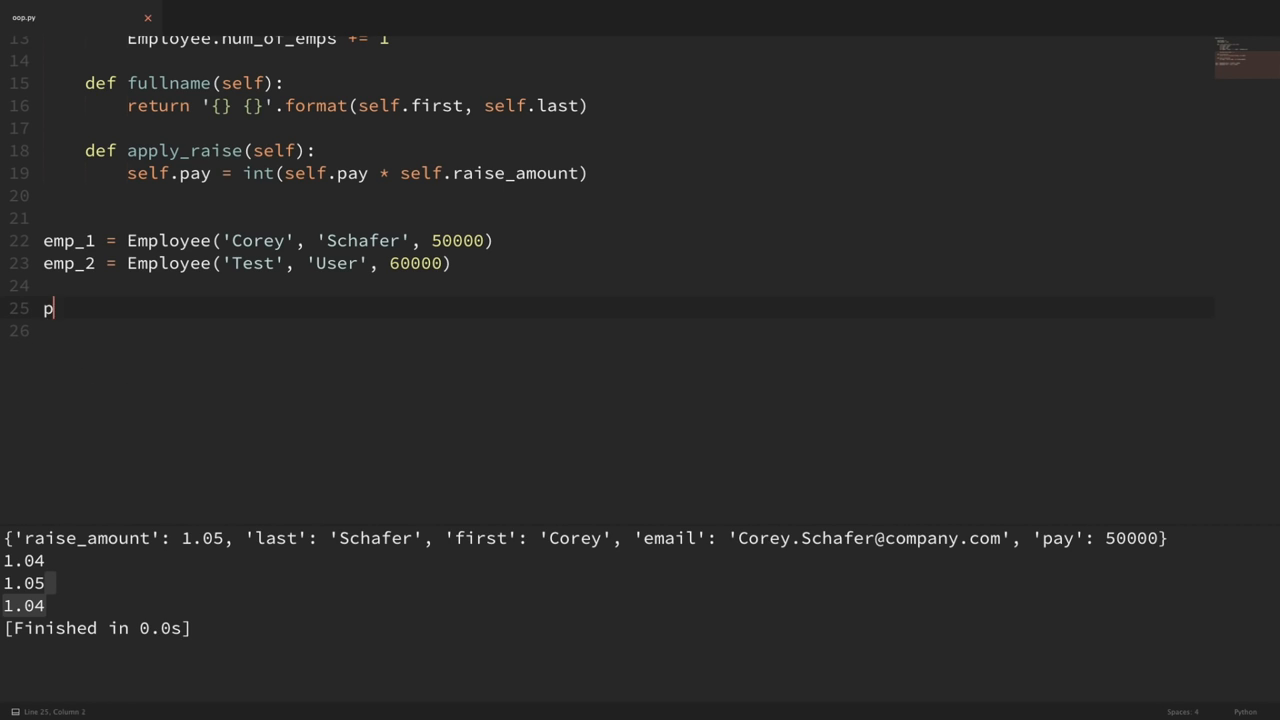 oop.py ×
13 Employee.num_of_emps += 1
14
15 def fullname(self):
16 return '{} {}'.format(self.first, self.last)
17
18 def apply_raise(self):
19 self.pay = int(self.pay * self.raise_amount)
20
21
22 emp_1 = Employee('Corey', 'Schafer', 50000)
23 emp_2 = Employee('Test', 'User', 60000)
24
25 p
26
{'raise_amount': 1.05, 'last': 'Schafer', 'first': 'Corey', 'email': 'Corey.Schafer@company.com', 'pay': 50000}
1.04
1.05
1.04
[Finished in 0.0s]
Line 25, Column 2 Spaces: 4 Python